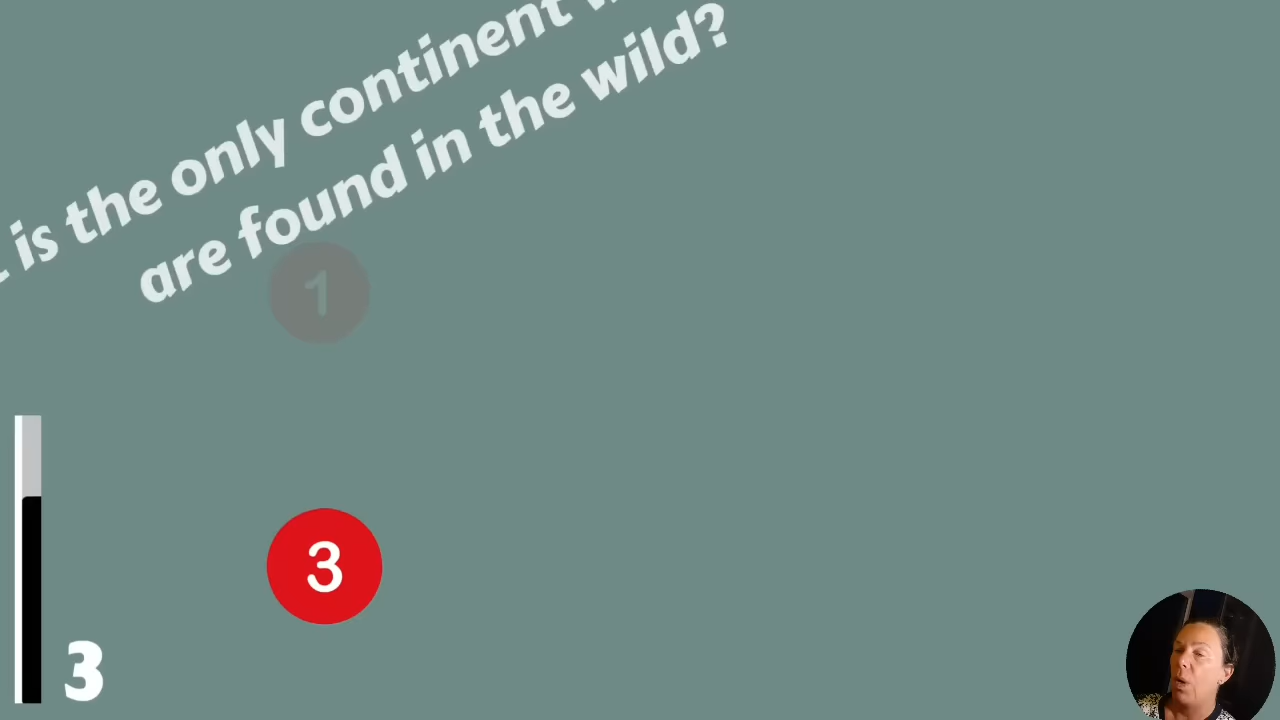 is the only continent
are found in the wild?
1
3
3